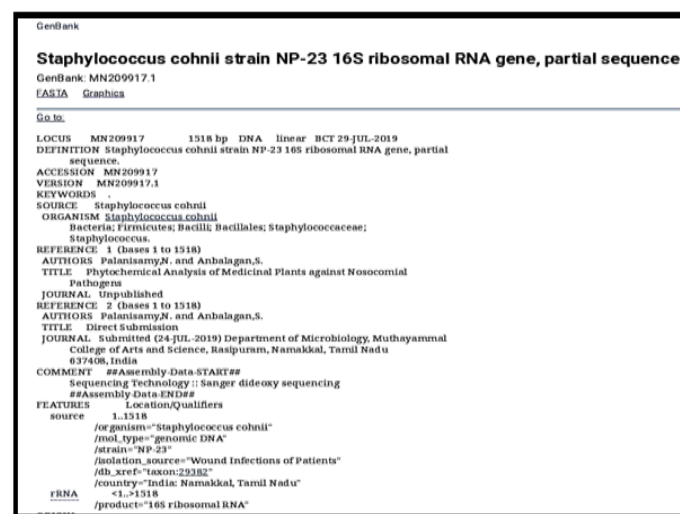 GenBank
Staphylococcus cohnii strain NP-23 16S ribosomal RNA gene, partial sequence
GenBank: MN209917.1
FASTA Graphics
Go to:
LOCUS MN209917 1518 bp DNA linear BCT 29-JUL-2019
DEFINITION Staphylococcus cohnii strain NP-23 16S ribosomal RNA gene, partial
sequence.
ACCESSION MN209917
VERSION MN209917.1
KEYWORDS .
SOURCE Staphylococcus cohnii
ORGANISM Staphylococcus cohnii
Bacteria; Firmicutes; Bacilli; Bacillales; Staphylococcaceae;
Staphylococcus.
REFERENCE 1 (bases 1 to 1518)
AUTHORS Palanisamy,N. and Anbalagan,S.
TITLE Phytochemical Analysis of Medicinal Plants against Nosocomial
Pathogens
JOURNAL Unpublished
REFERENCE 2 (bases 1 to 1518)
AUTHORS Palanisamy,N. and Anbalagan,S.
TITLE Direct Submission
JOURNAL Submitted (24-JUL-2019) Department of Microbiology, Muthayammal
College of Arts and Science, Rasipuram, Namakkal, Tamil Nadu
637408, India
COMMENT ##Assembly-Data-START##
Sequencing Technology :: Sanger dideoxy sequencing
##Assembly-Data-END##
FEATURES Location/Qualifiers
source 1..1518
/organism="Staphylococcus cohnii"
/mol_type="genomic DNA"
/strain="NP-23"
/isolation_source="Wound Infections of Patients"
/db_xref="taxon:29382"
/country="India: Namakkal, Tamil Nadu"
rRNA <1..>1518
/product="16S ribosomal RNA"